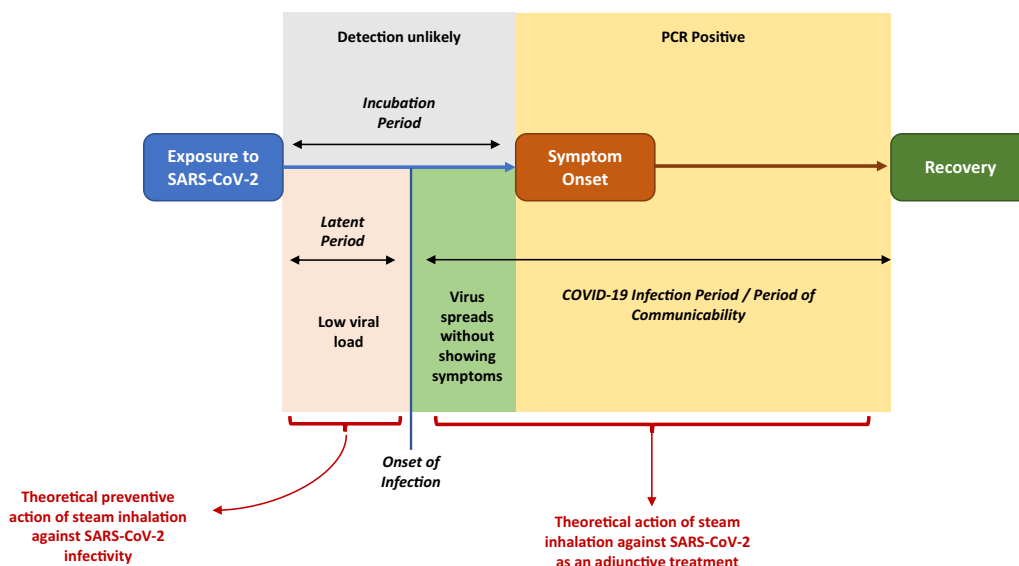 Detection unlikely
PCR Positive
Incubation
Period
Exposure to
SARS-CoV-2
Symptom
Onset
Recovery
Latent
Period
COVID-19 Infection Period / Period of
Communicability
Low viral
load
Virus
spreads
without
showing
symptoms
Onset of
Infection
Theoretical preventive
action of steam inhalation
against SARS-CoV-2
infectivity
Theoretical action of steam
inhalation against SARS-CoV-2
as an adjunctive treatment